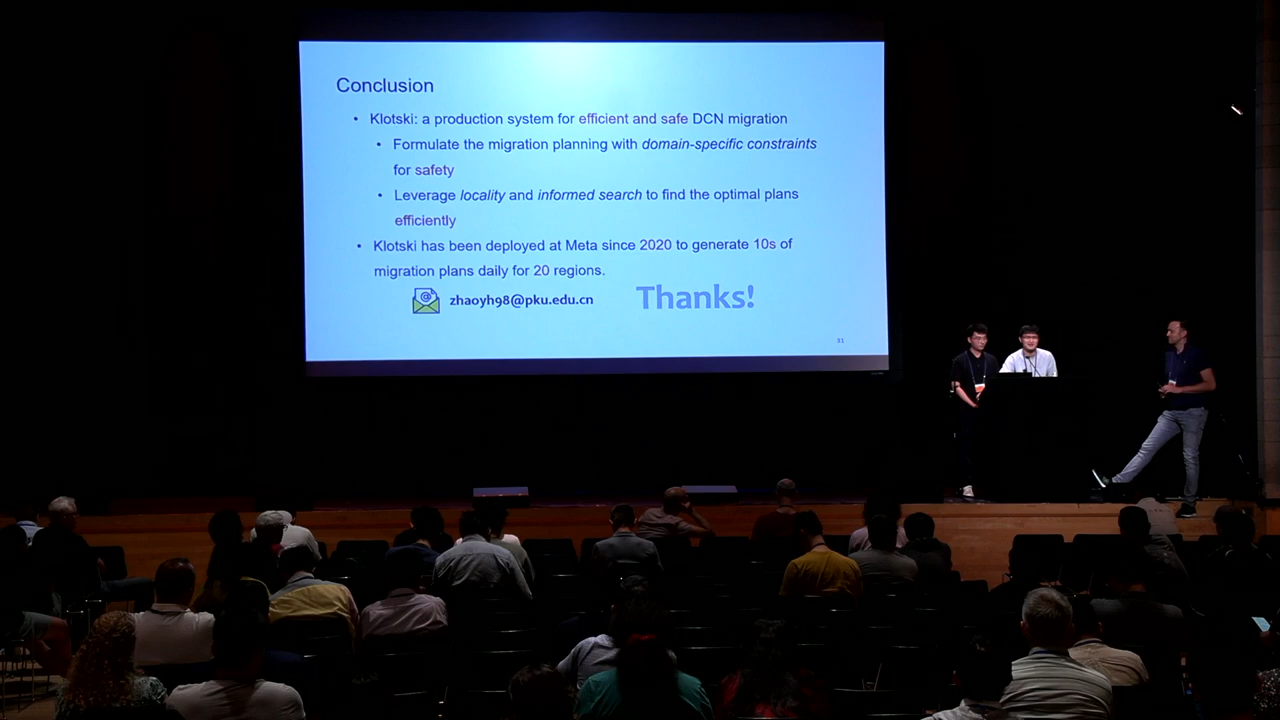 Conclusion
• Klotski: a production system for efficient and safe DCN migration
• Formulate the migration planning with domain-specific constraints
for safety
• Leverage locality and informed search to find the optimal plans
efficiently
• Klotski has been deployed at Meta since 2020 to generate 10s of
migration plans daily for 20 regions.
@ zhaoyh98@pku.edu.cn
Thanks!
31